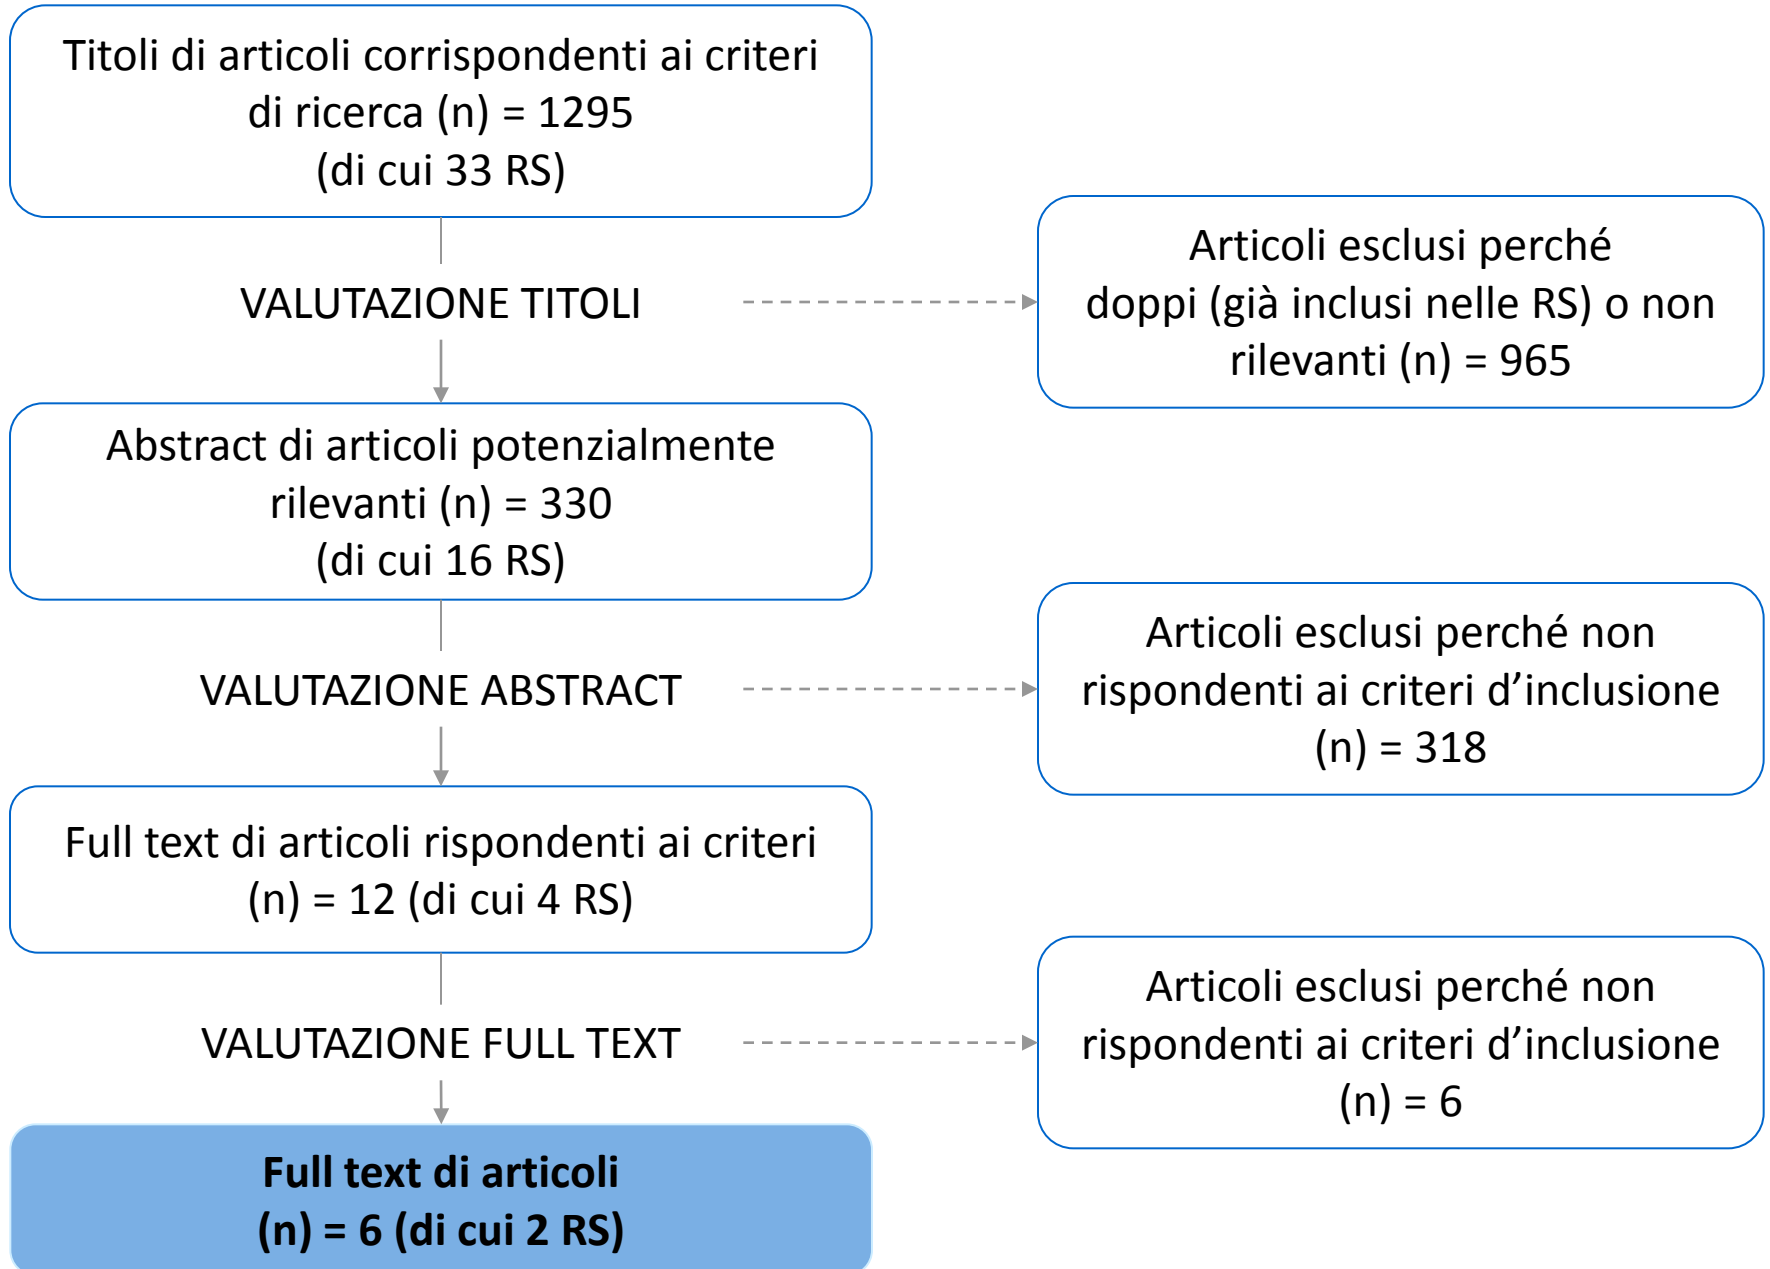 Titoli di articoli corrispondenti ai criteri
di ricerca (n) = 1295
(di cui 33 RS)
VALUTAZIONE TITOLI
Articoli esclusi perché
doppi (già inclusi nelle RS) o non
rilevanti (n) = 965
Abstract di articoli potenzialmente
rilevanti (n) = 330
(di cui 16 RS)
VALUTAZIONE ABSTRACT
Articoli esclusi perché non
rispondenti ai criteri d’inclusione
(n) = 318
Full text di articoli rispondenti ai criteri
(n) = 12 (di cui 4 RS)
VALUTAZIONE FULL TEXT
Articoli esclusi perché non
rispondenti ai criteri d’inclusione
(n) = 6
Full text di articoli
(n) = 6 (di cui 2 RS)